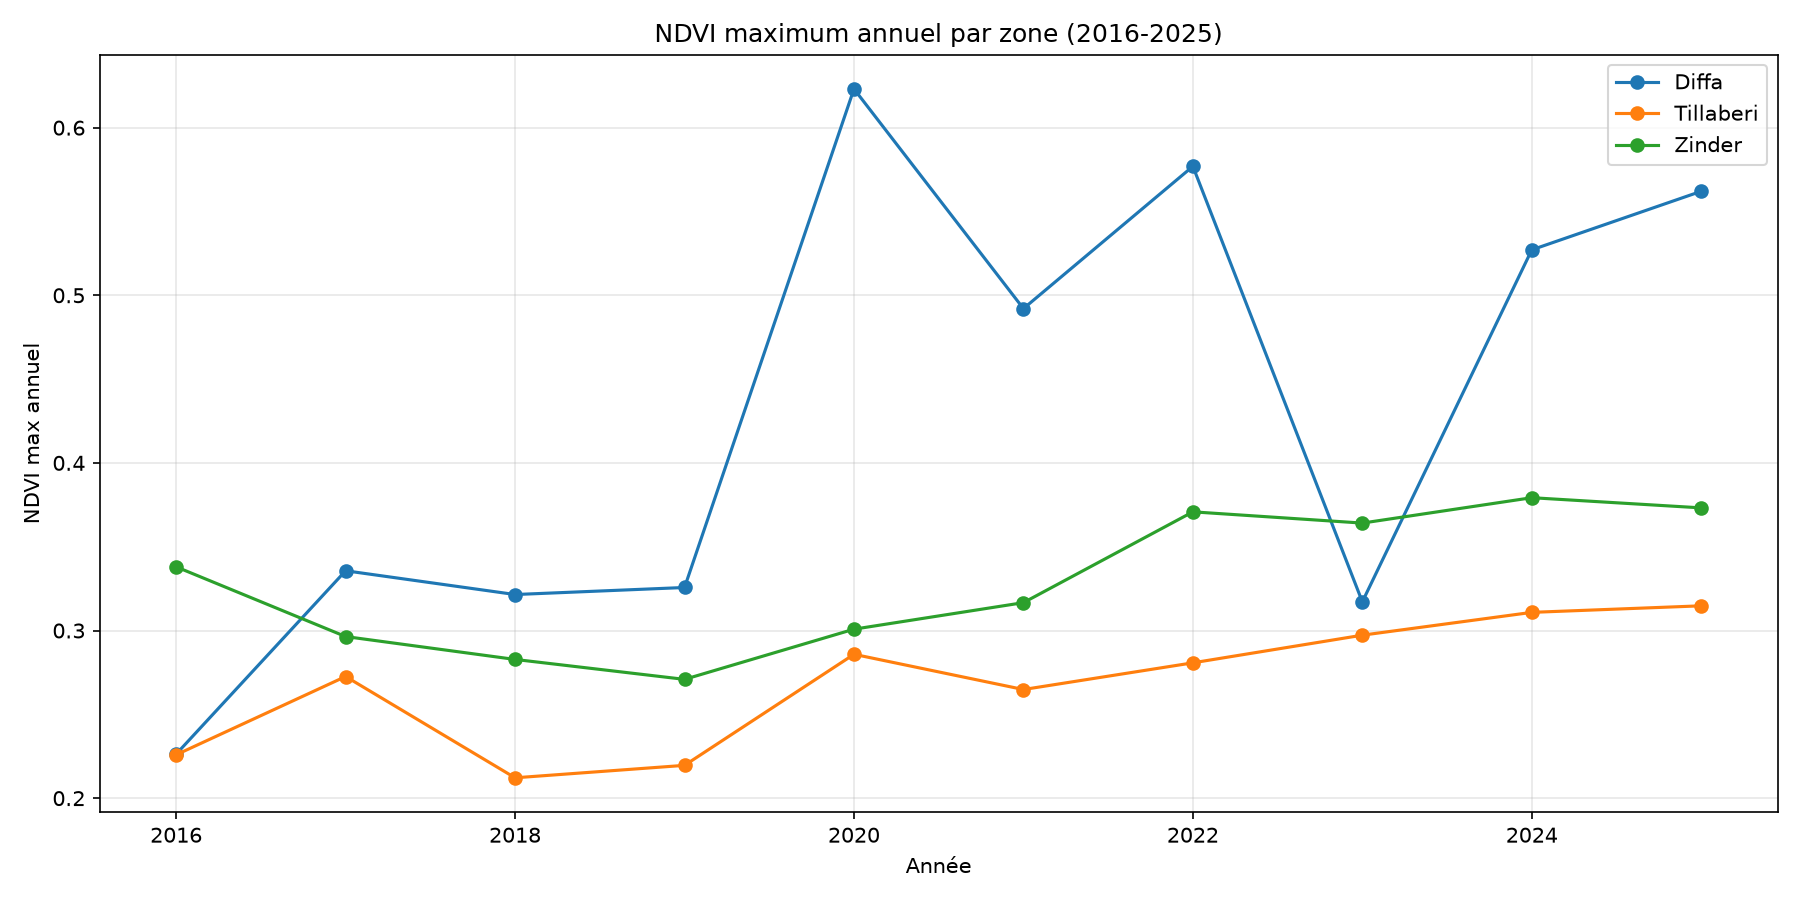 NDVI maximum annuel par zone (2016-2025)
Diffa
Tillaberi
Zinder
0.6
0.5
0.4
0.3
0.2
NDVI max annuel
2016
2018
2020
2022
2024
Année